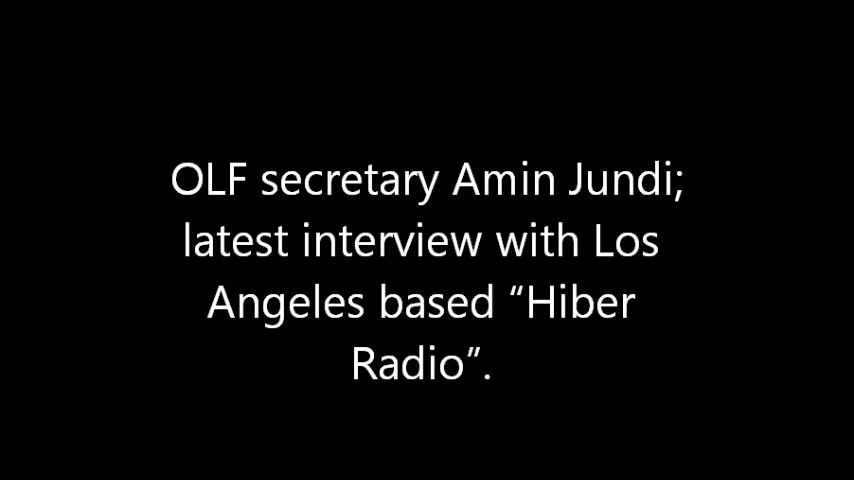 OLF secretary Amin Jundi;
latest interview with Los
Angeles based “Hiber
Radio”.